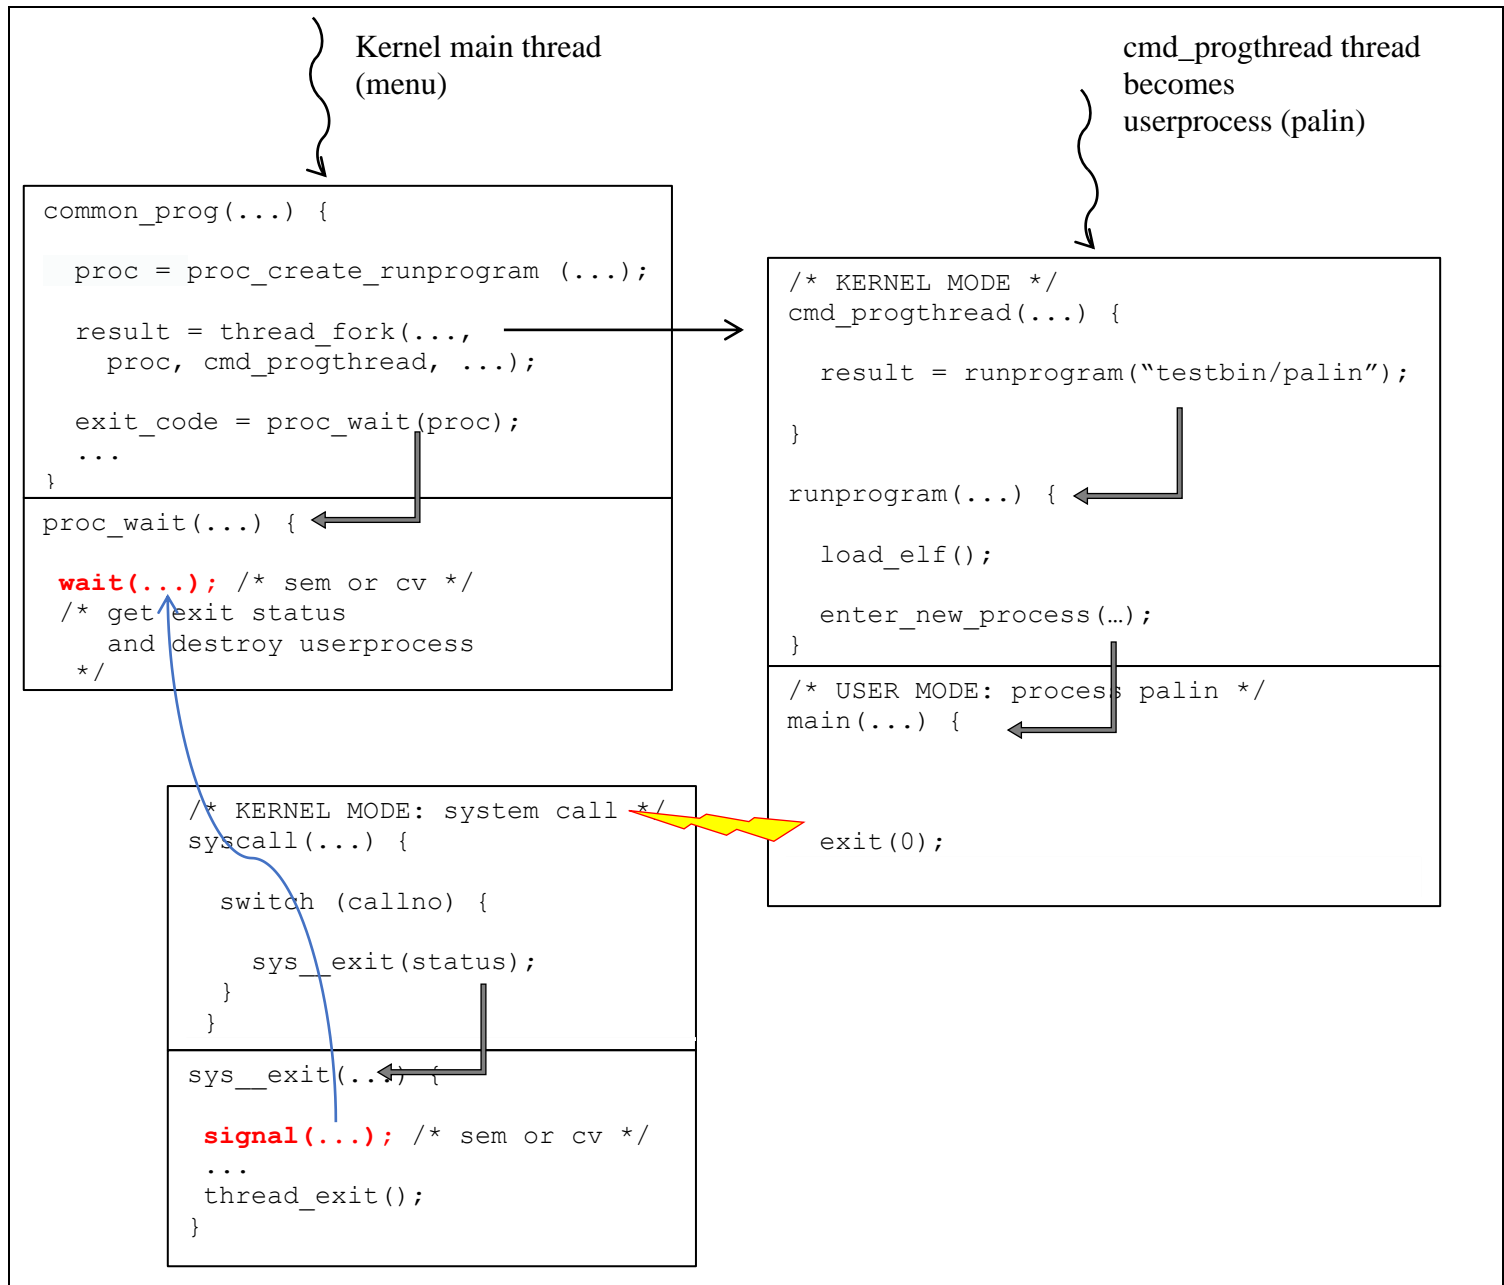 Kernel main thread
(menu)
cmd_progthread thread
becomes
userprocess (palin)
common_prog(...) {
proc = proc_create_runprogram (...);
result = thread_fork(...,
proc, cmd_progthread, ...);
exit_code = proc_wait(proc);
...
}
proc_wait(...) {
wait(...); /* sem or cv */
/* get exit status
and destroy userprocess
*/
/* KERNEL MODE */
cmd_progthread(...) {
result = runprogram(“testbin/palin”);
}
runprogram(...) {
load_elf();
enter_new_process(…);
}
/* USER MODE: process palin */
main(...) {
exit(0);
/* KERNEL MODE: system call */
syscall(...) {
switch (callno) {
sys__exit(status);
}
}
sys__exit(...) {
signal(...); /* sem or cv */
...
thread_exit();
}